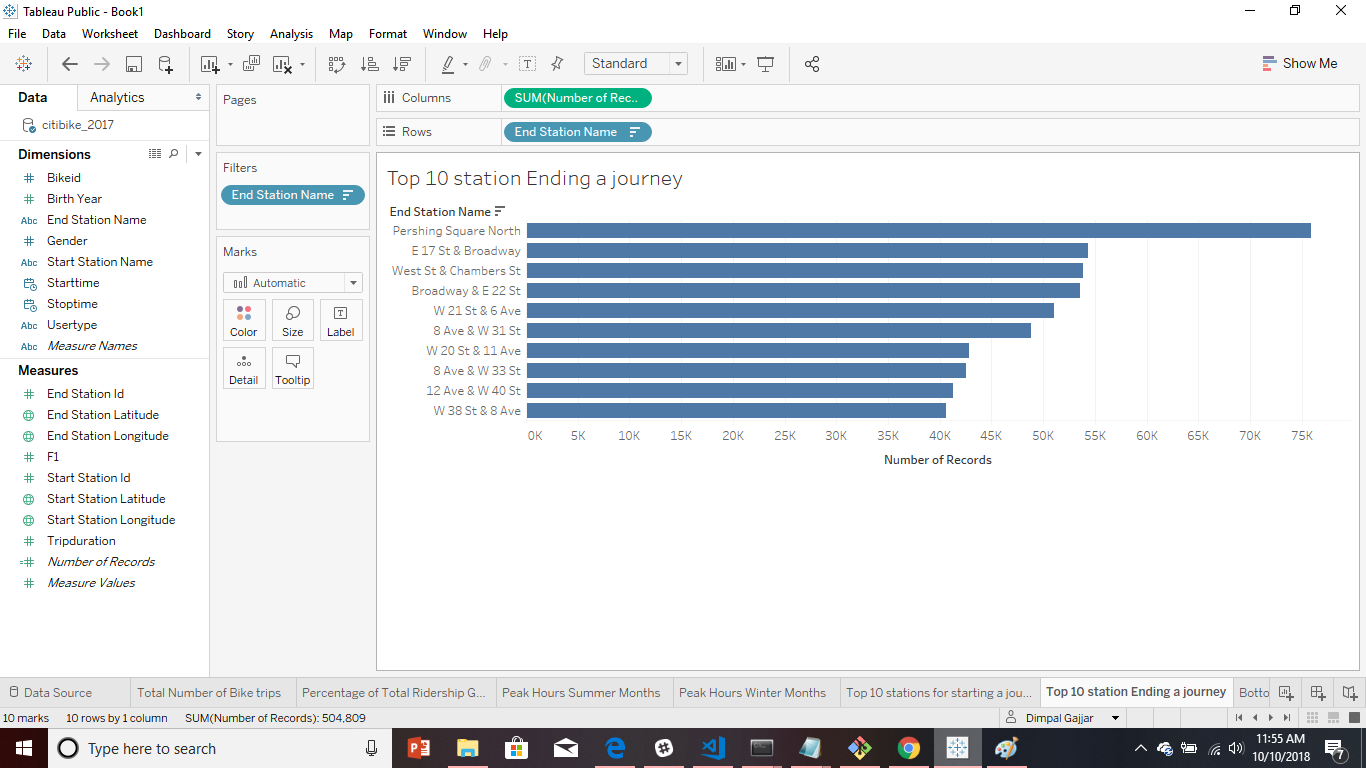 Tableau Public - Book1
File Data Worksheet Dashboard Story Analysis Map Format Window Help
Standard
Show Me
Data Analytics
citibike_2017
Dimensions
Bikeid
Birth Year
Abc End Station Name
Gender
Abc Start Station Name
Starttime
Stoptime
Abc Usertype
Abc Measure Names
Measures
End Station Id
End Station Latitude
End Station Longitude
F1
Start Station Id
Start Station Latitude
Start Station Longitude
Tripduration
Number of Records
Measure Values
Pages
Filters
End Station Name
Marks
Automatic
Color Size Label
Detail Tooltip
Columns SUM(Number of Rec..
Rows End Station Name
Top 10 station Ending a journey
End Station Name
Pershing Square North
E 17 St & Broadway
West St & Chambers St
Broadway & E 22 St
W 21 St & 6 Ave
8 Ave & W 31 St
W 20 St & 11 Ave
8 Ave & W 33 St
12 Ave & W 40 St
W 38 St & 8 Ave
0K 5K 10K 15K 20K 25K 30K 35K 40K 45K 50K 55K 60K 65K 70K 75K
Number of Records
Data Source Total Number of Bike trips Percentage of Total Ridership G... Peak Hours Summer Months Peak Hours Winter Months Top 10 stations for starting a jou... Top 10 station Ending a journey Botto
10 marks 10 rows by 1 column SUM(Number of Records): 504,809 Dimpal Gajjar
Type here to search
11:55 AM
10/10/2018
7